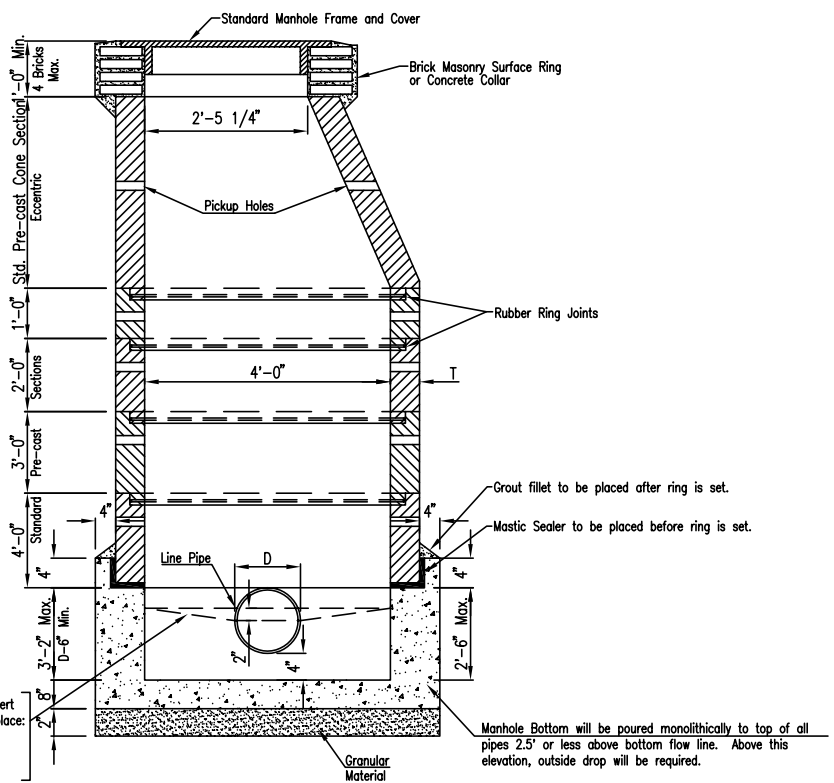 Standard Manhole Frame and Cover
1'-0" Min.
4 Bricks
Max.
Brick Masonry Surface Ring
or Concrete Collar
2'-5 1/4"
Std. Pre-cast Cone Section
Eccentric
Pickup Holes
1'-0"
Rubber Ring Joints
2'-0"
Sections
4'-0"
T
3'-0"
Pre-cast
4'-0"
Standard
4"
4"
Grout fillet to be placed after ring is set.
Mastic Sealer to be placed before ring is set.
4"
Line Pipe
D
4"
3'-2" Max.
D-6" Min.
2"
4"
2'-6" Max.
8"
2"
ert
lace:
Granular
Material
Manhole Bottom will be poured monolithically to top of all
pipes 2.5' or less above bottom flow line. Above this
elevation, outside drop will be required.